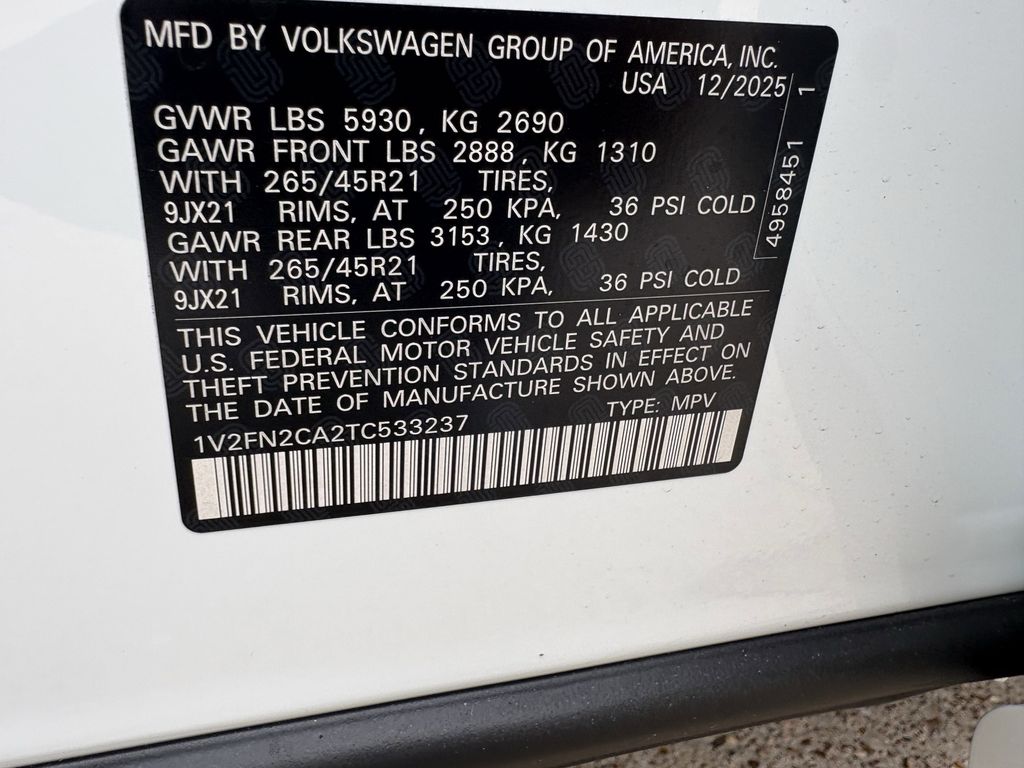 MFD BY VOLKSWAGEN GROUP OF AMERICA, INC.
USA 12/2025
GVWR LBS 5930, KG 2690
GAWR FRONT LBS 2888, KG 1310
WITH 265/45R21 TIRES,
9JX21 RIMS, AT 250 KPA, 36 PSI COLD
GAWR REAR LBS 3153, KG 1430
WITH 265/45R21 TIRES,
9JX21 RIMS, AT 250 KPA, 36 PSI COLD
4958451 1
THIS VEHICLE CONFORMS TO ALL APPLICABLE
U.S. FEDERAL MOTOR VEHICLE SAFETY AND
THEFT PREVENTION STANDARDS IN EFFECT ON
THE DATE OF MANUFACTURE SHOWN ABOVE.
1V2FN2CA2TC533237 TYPE: MPV